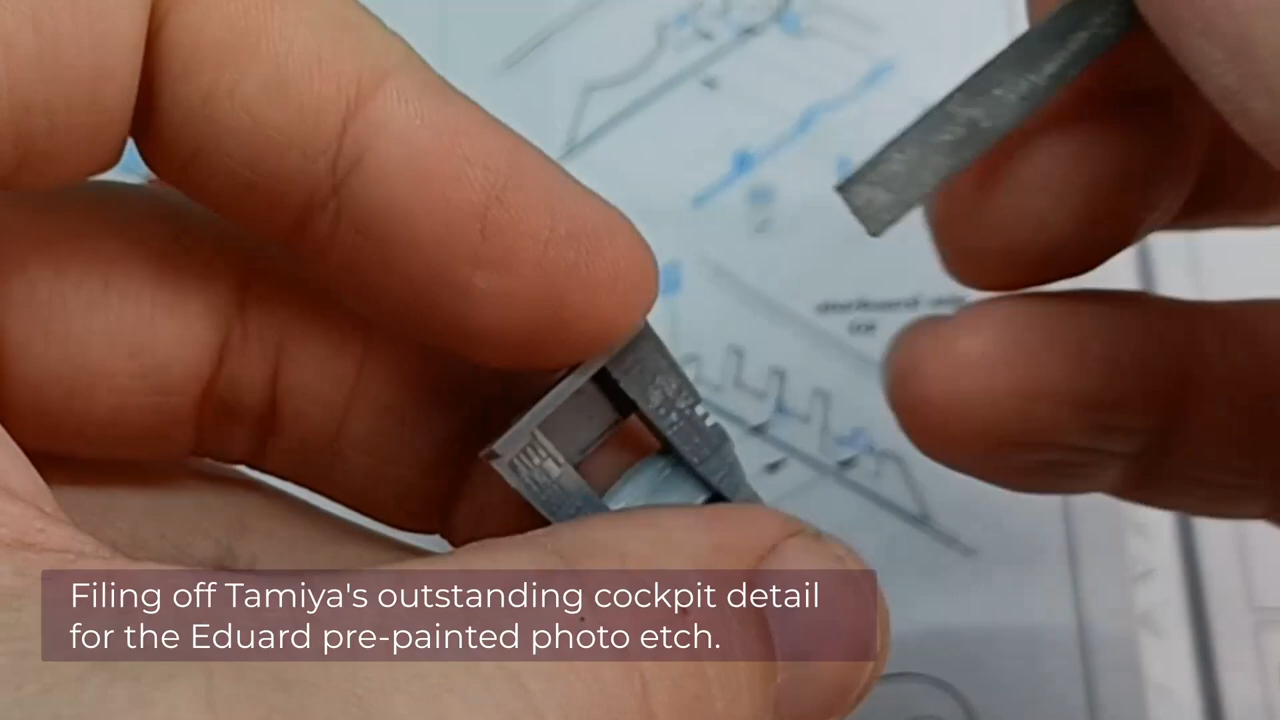 Filing off Tamiya's outstanding cockpit detail
for the Eduard pre-painted photo etch.